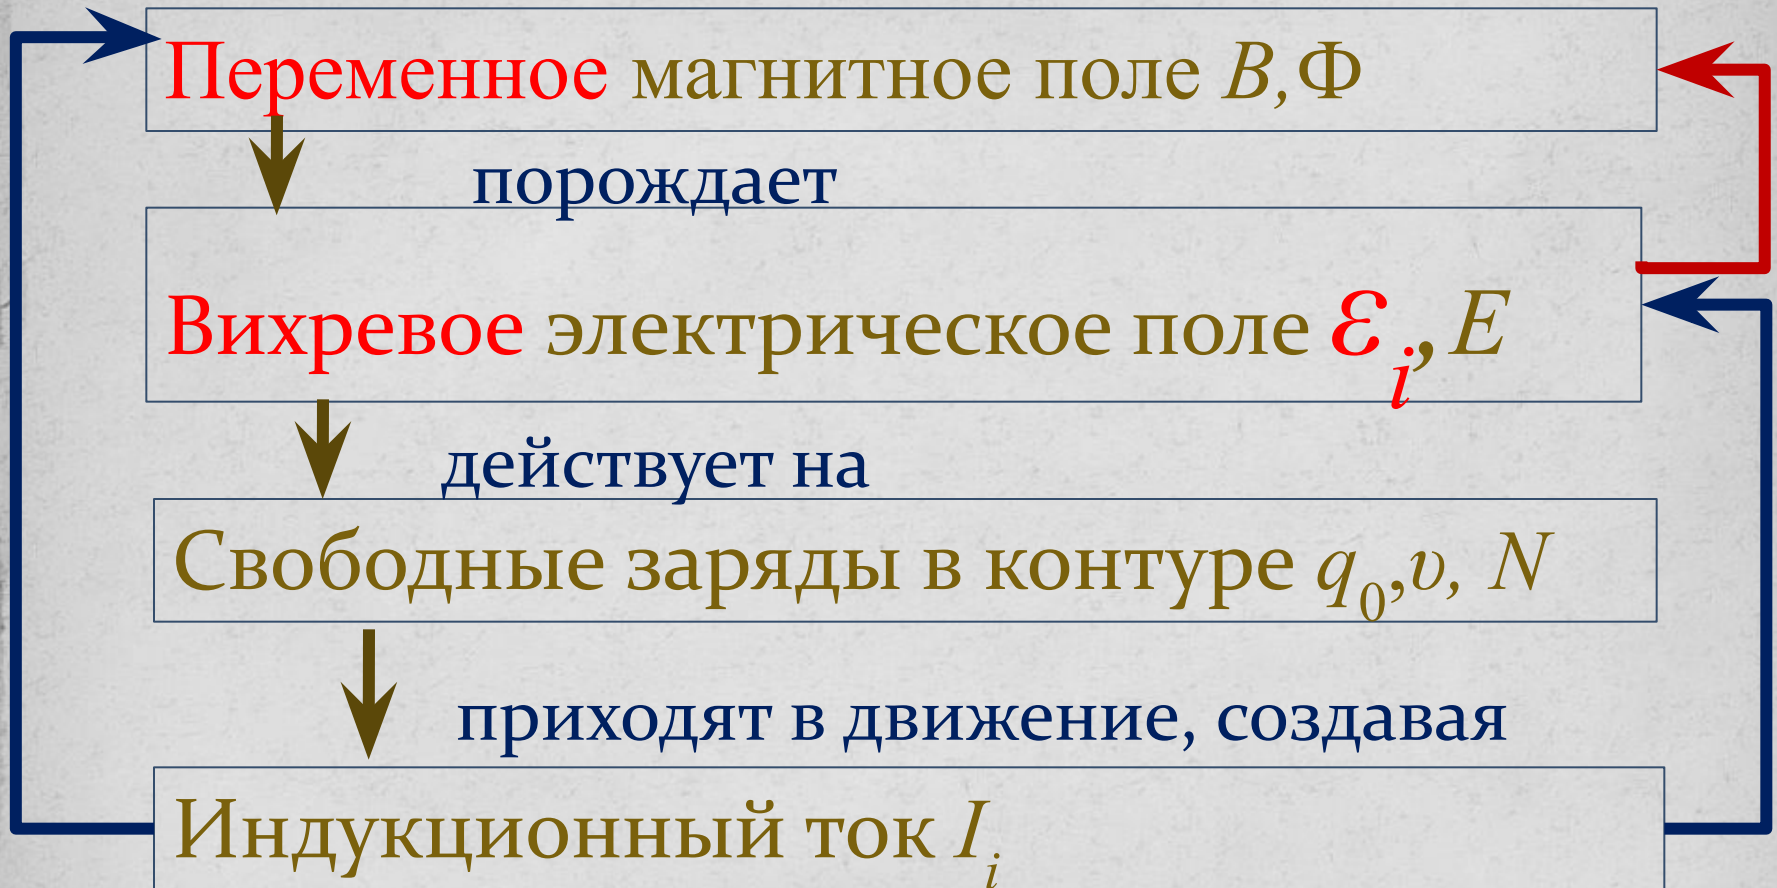 Переменное магнитное поле B,Ф
порождает
Вихревое электрическое поле ℰi, E
действует на
Свободные заряды в контуре q0,υ, N
приходят в движение, создавая
Индукционный ток Ii